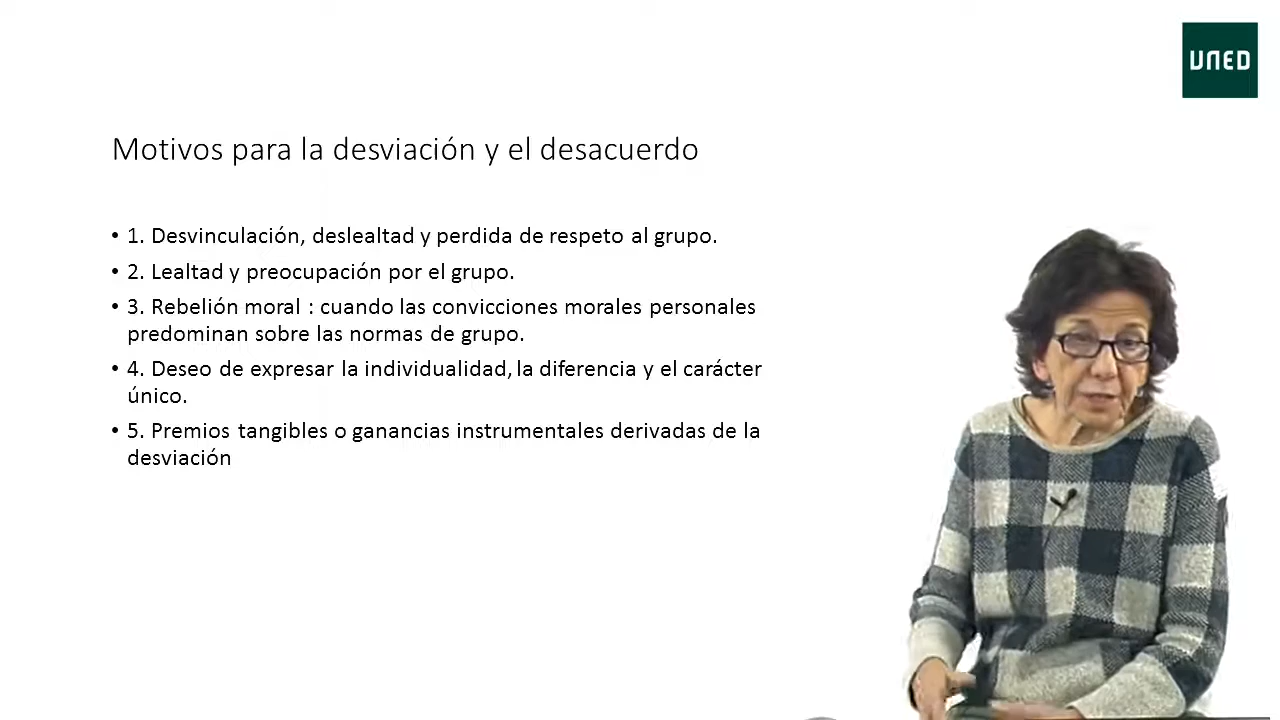 UNED
Motivos para la desviación y el desacuerdo
• 1. Desvinculación, deslealtad y perdida de respeto al grupo.
• 2. Lealtad y preocupación por el grupo.
• 3. Rebelión moral : cuando las convicciones morales personales
predominan sobre las normas de grupo.
• 4. Deseo de expresar la individualidad, la diferencia y el carácter
único.
• 5. Premios tangibles o ganancias instrumentales derivadas de la
desviación